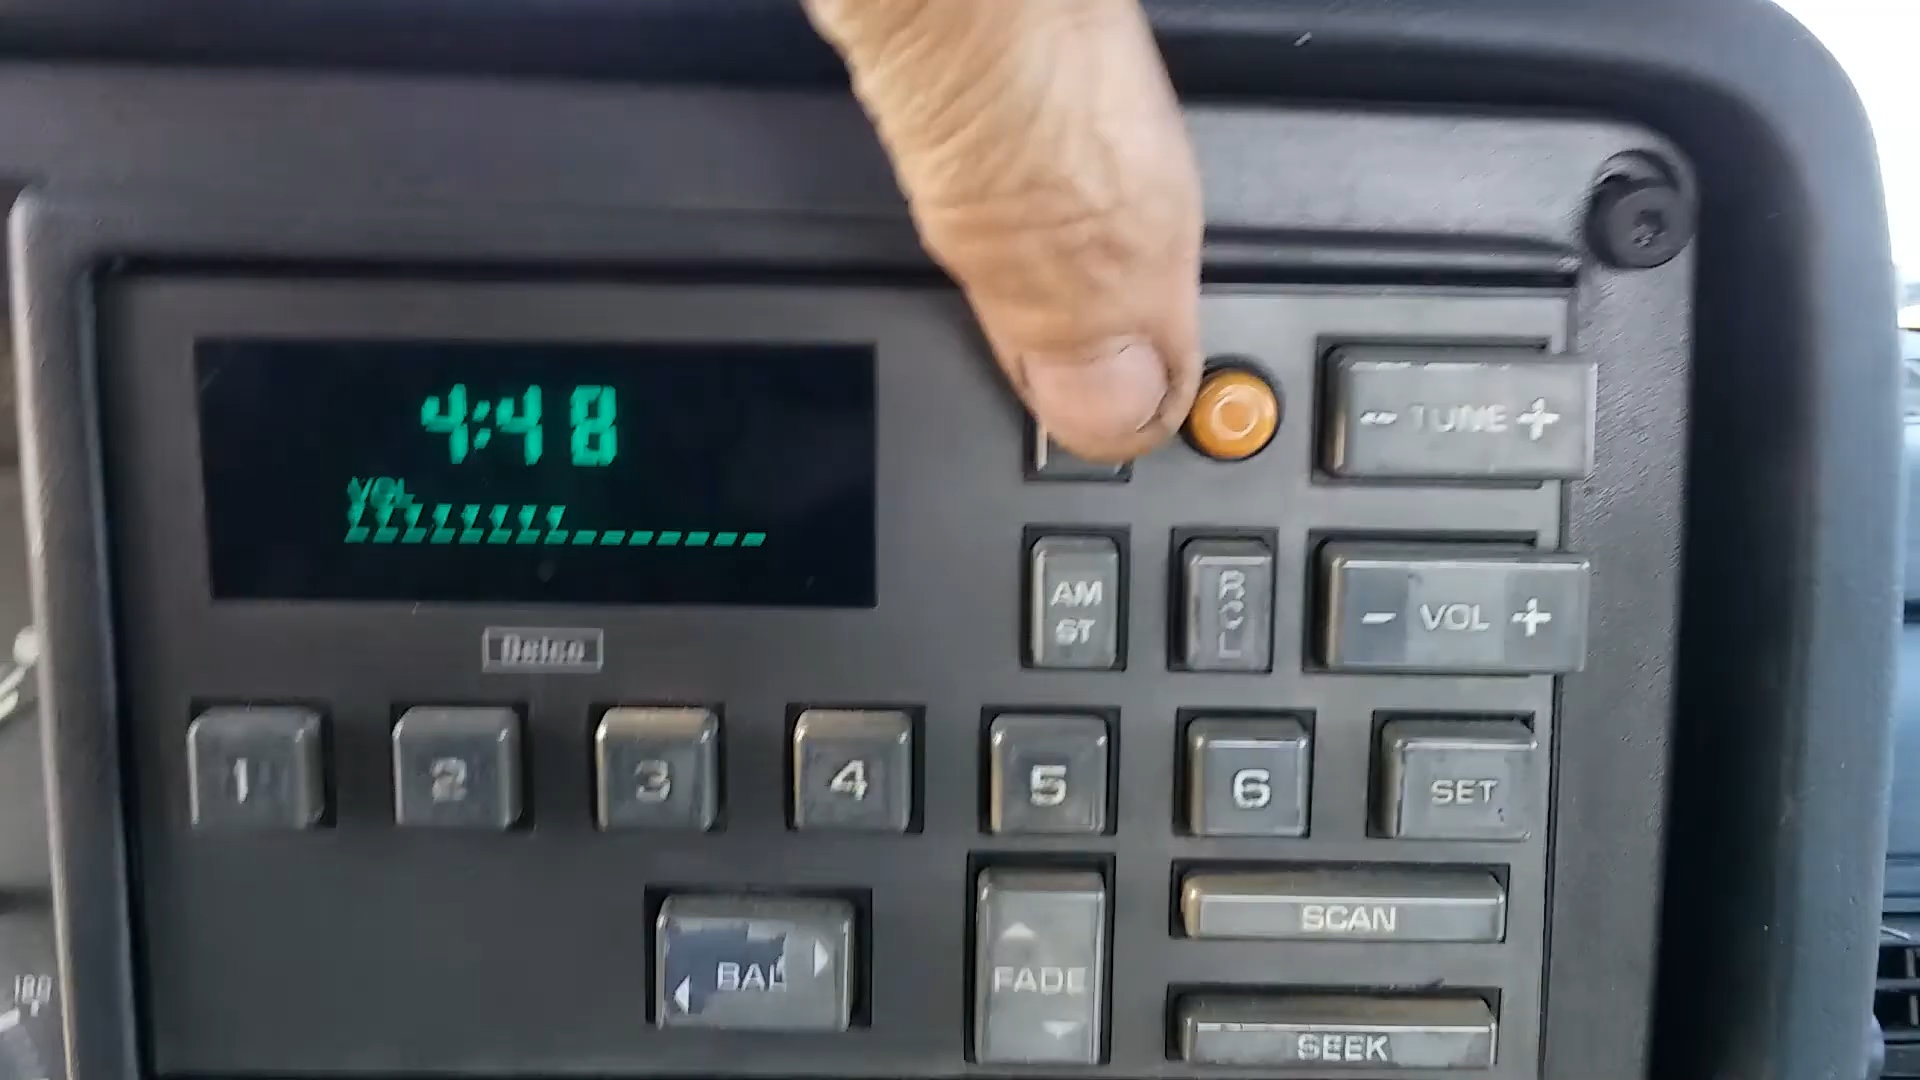 4:48
VOL
-- TUNE +
AM
ST
RCL
- VOL +
Delco
1 2 3 4 5 6 SET
BAL
FADE
SCAN
SEEK